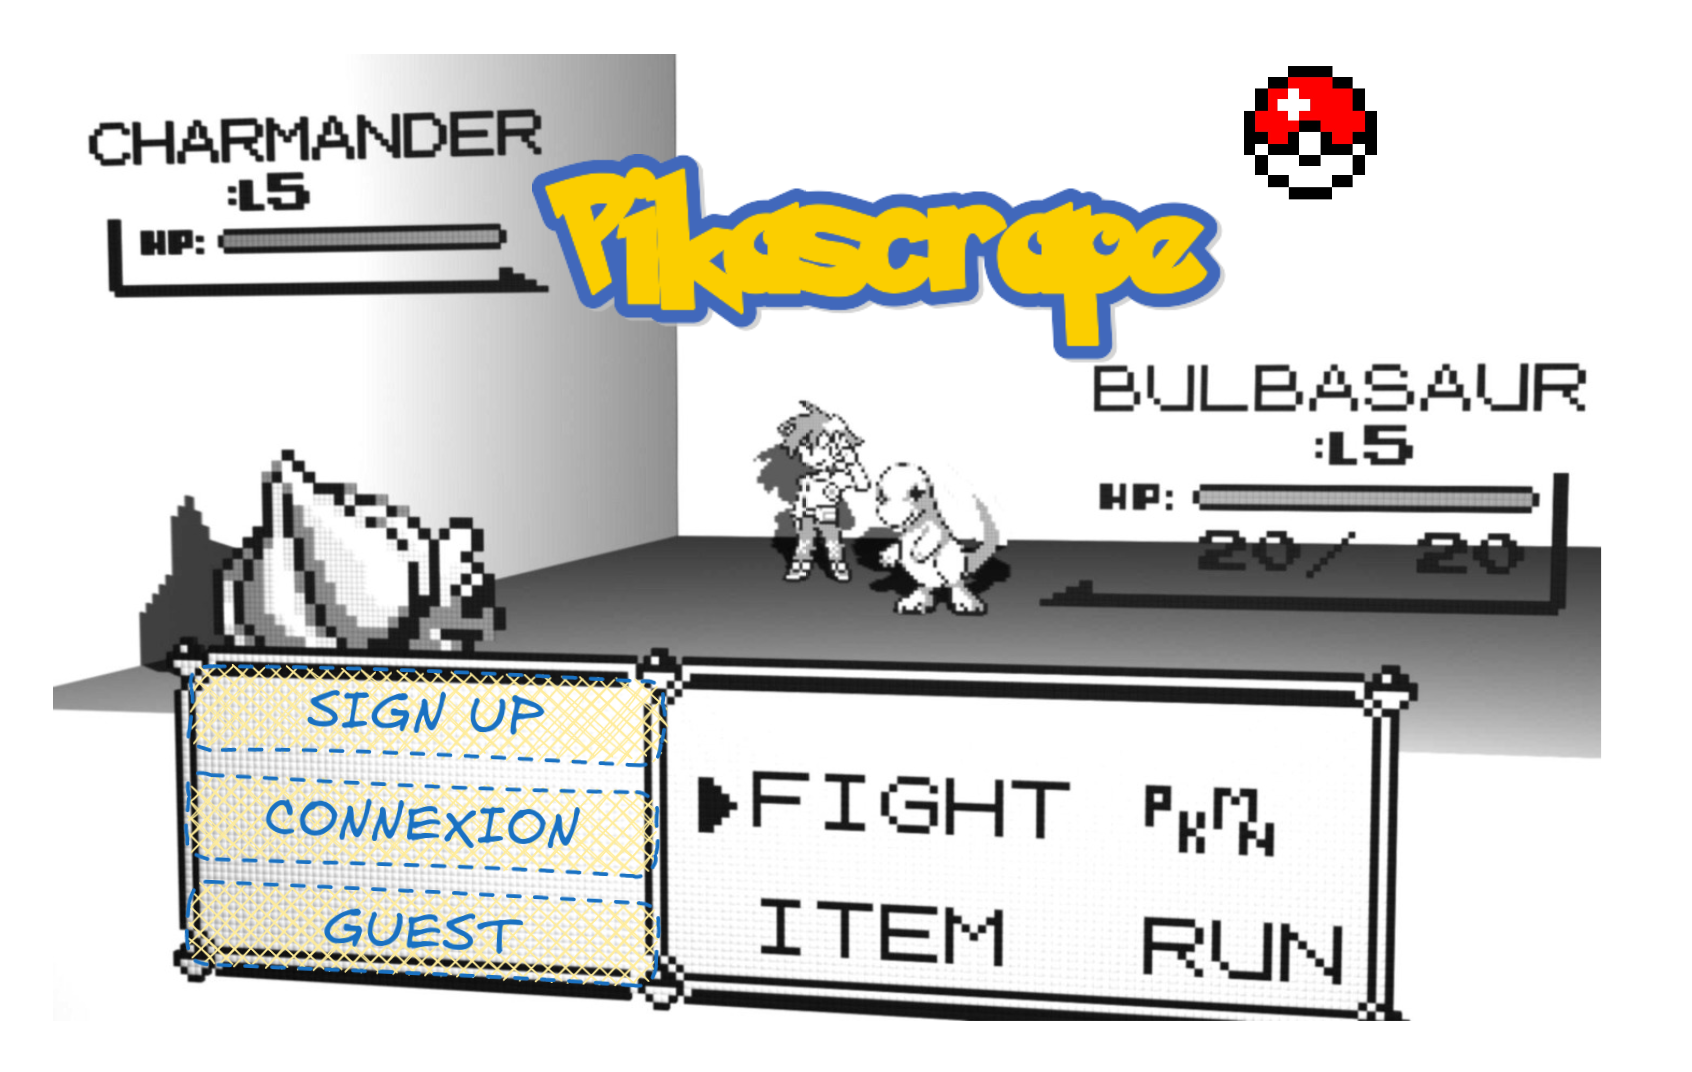 CHARMANDER
:L5
HP:
Pikascrape
BULBASAUR
:L5
HP:
20/ 20
SIGN UP
CONNEXION
GUEST
FIGHT PKMN
ITEM RUN